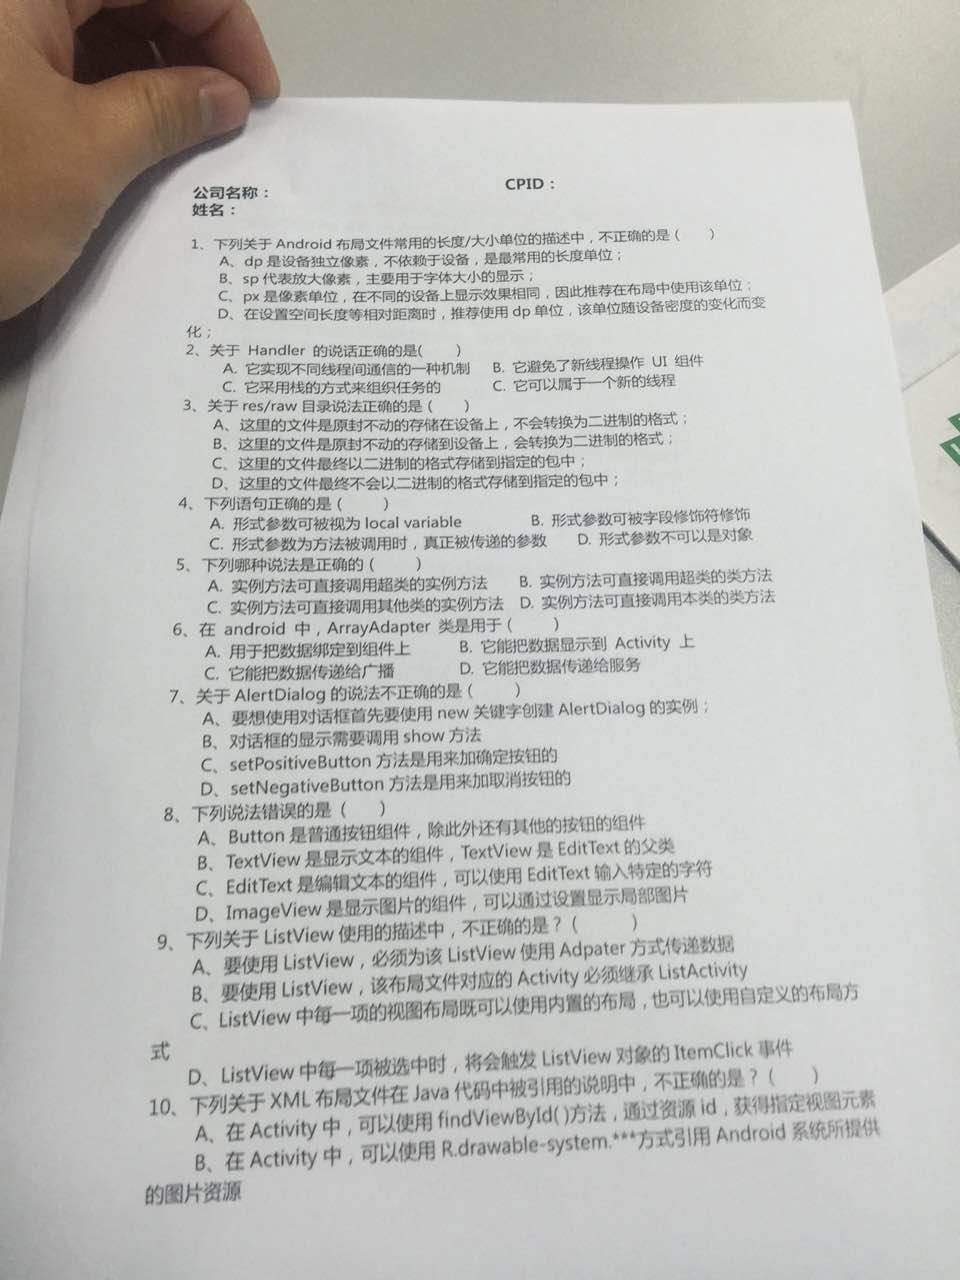 公司名称：
CPID：
姓名：
1、下列关于 Android 布局文件常用的长度/大小单位的描述中，不正确的是（　　）
A、dp 是设备独立像素，不依赖于设备，是最常用的长度单位；
B、sp 代表放大像素，主要用于字体大小的显示；
C、px 是像素单位，在不同的设备上显示效果相同，因此推荐在布局中使用该单位；
D、在设置空间长度等相对距离时，推荐使用 dp 单位，该单位随设备密度的变化而变
化；
2、关于 Handler 的说话正确的是(　　)
A. 它实现不同线程间通信的一种机制　B. 它避免了新线程操作 UI 组件
C. 它采用栈的方式来组织任务的　C. 它可以属于一个新的线程
3、关于 res/raw 目录说法正确的是（　　）
A、这里的文件是原封不动的存储在设备上，不会转换为二进制的格式；
B、这里的文件是原封不动的存储到设备上，会转换为二进制的格式；
C、这里的文件最终以二进制的格式存储到指定的包中；
D、这里的文件最终不会以二进制的格式存储到指定的包中；
4、下列语句正确的是（　　）
A. 形式参数可被视为 local variable　B. 形式参数可被字段修饰符修饰
C. 形式参数为方法被调用时，真正被传递的参数　D. 形式参数不可以是对象
5、下列哪种说法是正确的（　　）
A. 实例方法可直接调用超类的实例方法　B. 实例方法可直接调用超类的类方法
C. 实例方法可直接调用其他类的实例方法　D. 实例方法可直接调用本类的类方法
6、在 android 中，ArrayAdapter 类是用于（　　）
A. 用于把数据绑定到组件上　B. 它能把数据显示到 Activity 上
C. 它能把数据传递给广播　D. 它能把数据传递给服务
7、关于 AlertDialog 的说法不正确的是（　　）
A、要想使用对话框首先要使用 new 关键字创建 AlertDialog 的实例；
B、对话框的显示需要调用 show 方法
C、setPositiveButton 方法是用来加确定按钮的
D、setNegativeButton 方法是用来加取消按钮的
8、下列说法错误的是（　　）
A、Button 是普通按钮组件，除此外还有其他的按钮的组件
B、TextView 是显示文本的组件，TextView 是 EditText 的父类
C、EditText 是编辑文本的组件，可以使用 EditText 输入特定的字符
D、ImageView 是显示图片的组件，可以通过设置显示局部图片
9、下列关于 ListView 使用的描述中，不正确的是？（　　）
A、要使用 ListView，必须为该 ListView 使用 Adpater 方式传递数据
B、要使用 ListView，该布局文件对应的 Activity 必须继承 ListActivity
C、ListView 中每一项的视图布局既可以使用内置的布局，也可以使用自定义的布局方
式
D、ListView 中每一项被选中时，将会触发 ListView 对象的 ItemClick 事件
10、下列关于 XML 布局文件在 Java 代码中被引用的说明中，不正确的是？（　　）
A、在 Activity 中，可以使用 findViewById( )方法，通过资源 id，获得指定视图元素
B、在 Activity 中，可以使用 R.drawable-system.***方式引用 Android 系统所提供
的图片资源